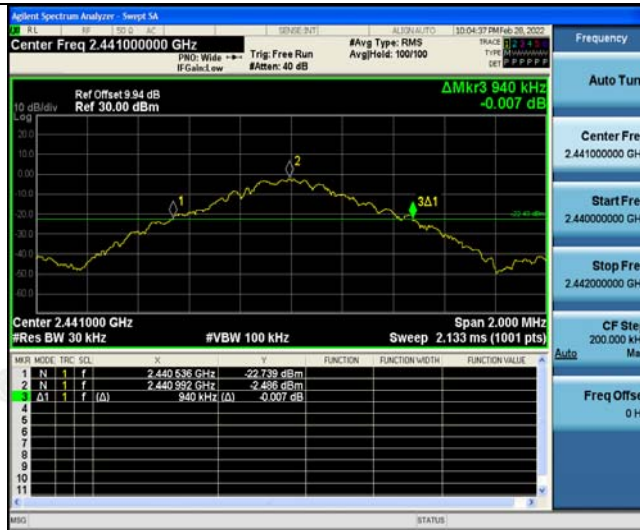 Agilent Spectrum Analyzer - Swept SA
RL RF 50 Ω AC SENSE:INT ALIGN AUTO 10:04:37 PM Feb 28, 2022
Center Freq 2.441000000 GHz
PNO: Wide
IFGain:Low
Trig: Free Run
#Atten: 40 dB
#Avg Type: RMS
Avg|Hold: 100/100
TRACE 1 2 3 4 5 6
TYPE M
DET P P P P P P
ΔMkr3 940 kHz
-0.007 dB
Ref Offset 9.94 dB
10 dB/div Ref 30.00 dBm
Log
20.0
10.0
0.00
-10.0
-20.0
-30.0
-40.0
-50.0
-60.0
1
2
3Δ1
Center 2.441000 GHz Span 2.000 MHz
#Res BW 30 kHz #VBW 100 kHz Sweep 2.133 ms (1001 pts)
MKR MODE TRC SCL X Y FUNCTION FUNCTION WIDTH FUNCTION VALUE
1 N 1 f 2.440 536 GHz -22.739 dBm
2 N 1 f 2.440 992 GHz -2.486 dBm
3 Δ1 1 f (Δ) 940 kHz (Δ) -0.007 dB
4
5
6
7
8
9
10
11
MSG STATUS
Frequency
Auto Tun
Center Fre
2.441000000 GH
Start Fre
2.440000000 GH
Stop Fre
2.442000000 GH
CF Ste
200.000 kH
Auto Ma
Freq Offse
0 H